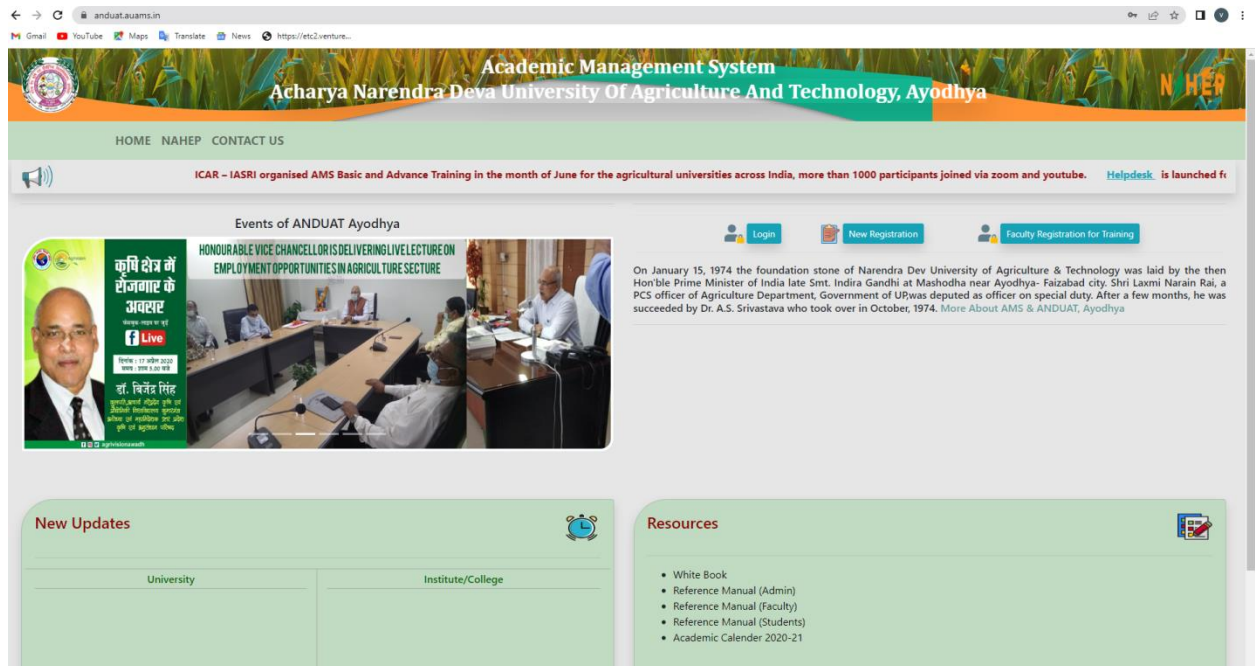 anduat.auams.in
Gmail YouTube Maps Translate News https://etc2.venture...
Academic Management System
Acharya Narendra Deva University Of Agriculture And Technology, Ayodhya
HOME NAHEP CONTACT US
ICAR – IASRI organised AMS Basic and Advance Training in the month of June for the agricultural universities across India, more than 1000 participants joined via zoom and youtube. Helpdesk is launched f
Events of ANDUAT Ayodhya
HONOURABLE VICE CHANCELLOR IS DELIVERING LIVE LECTURE ON
EMPLOYMENT OPPORTUNITIES IN AGRICULTURE SECTURE
कृषि क्षेत्र में
रोजगार के
अवसर
f Live
दिनांक : 17 अप्रैल 2020
डॉ. बिजेंद्र सिंह
agrivisionawadh
Login New Registration Faculty Registration for Training
On January 15, 1974 the foundation stone of Narendra Dev University of Agriculture & Technology was laid by the then
Hon'ble Prime Minister of India late Smt. Indira Gandhi at Mashodha near Ayodhya- Faizabad city. Shri Laxmi Narain Rai, a
PCS officer of Agriculture Department, Government of UP,was deputed as officer on special duty. After a few months, he was
succeeded by Dr. A.S. Srivastava who took over in October, 1974. More About AMS & ANDUAT, Ayodhya
New Updates
University Institute/College
Resources
White Book
Reference Manual (Admin)
Reference Manual (Faculty)
Reference Manual (Students)
Academic Calender 2020-21